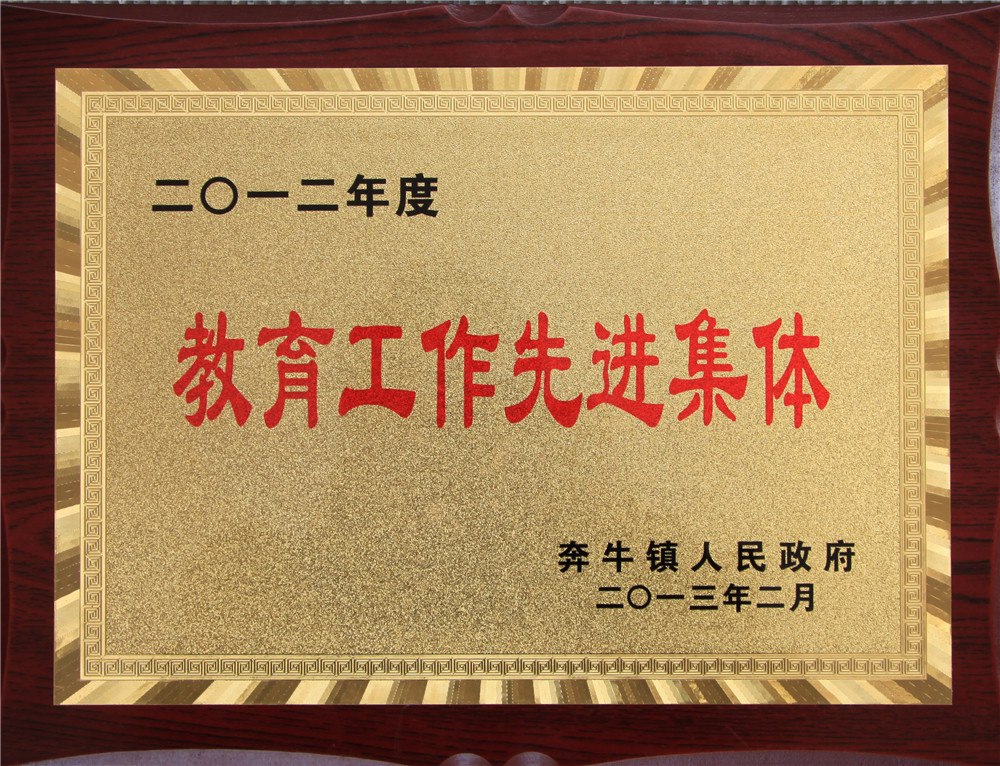 二〇一二年度
教育工作先进集体
奔牛镇人民政府
二〇一三年二月